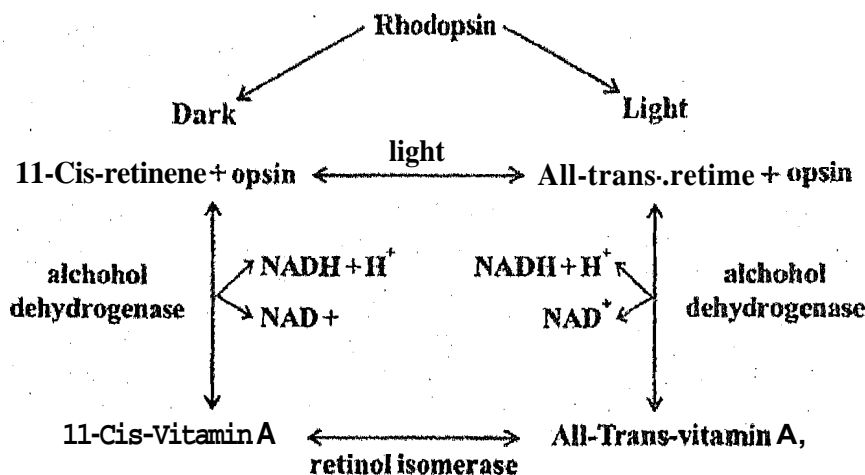 Rhodopsin
Dark
Light
11-Cis-retinene + opsin
light
All-trans-.retime + opsin
alchohol
dehydrogenase
NADH + H+
NAD +
NADH + H+
NAD+
alchohol
dehydrogenase
11-Cis-Vitamin A
retinol isomerase
All-Trans-vitamin A,